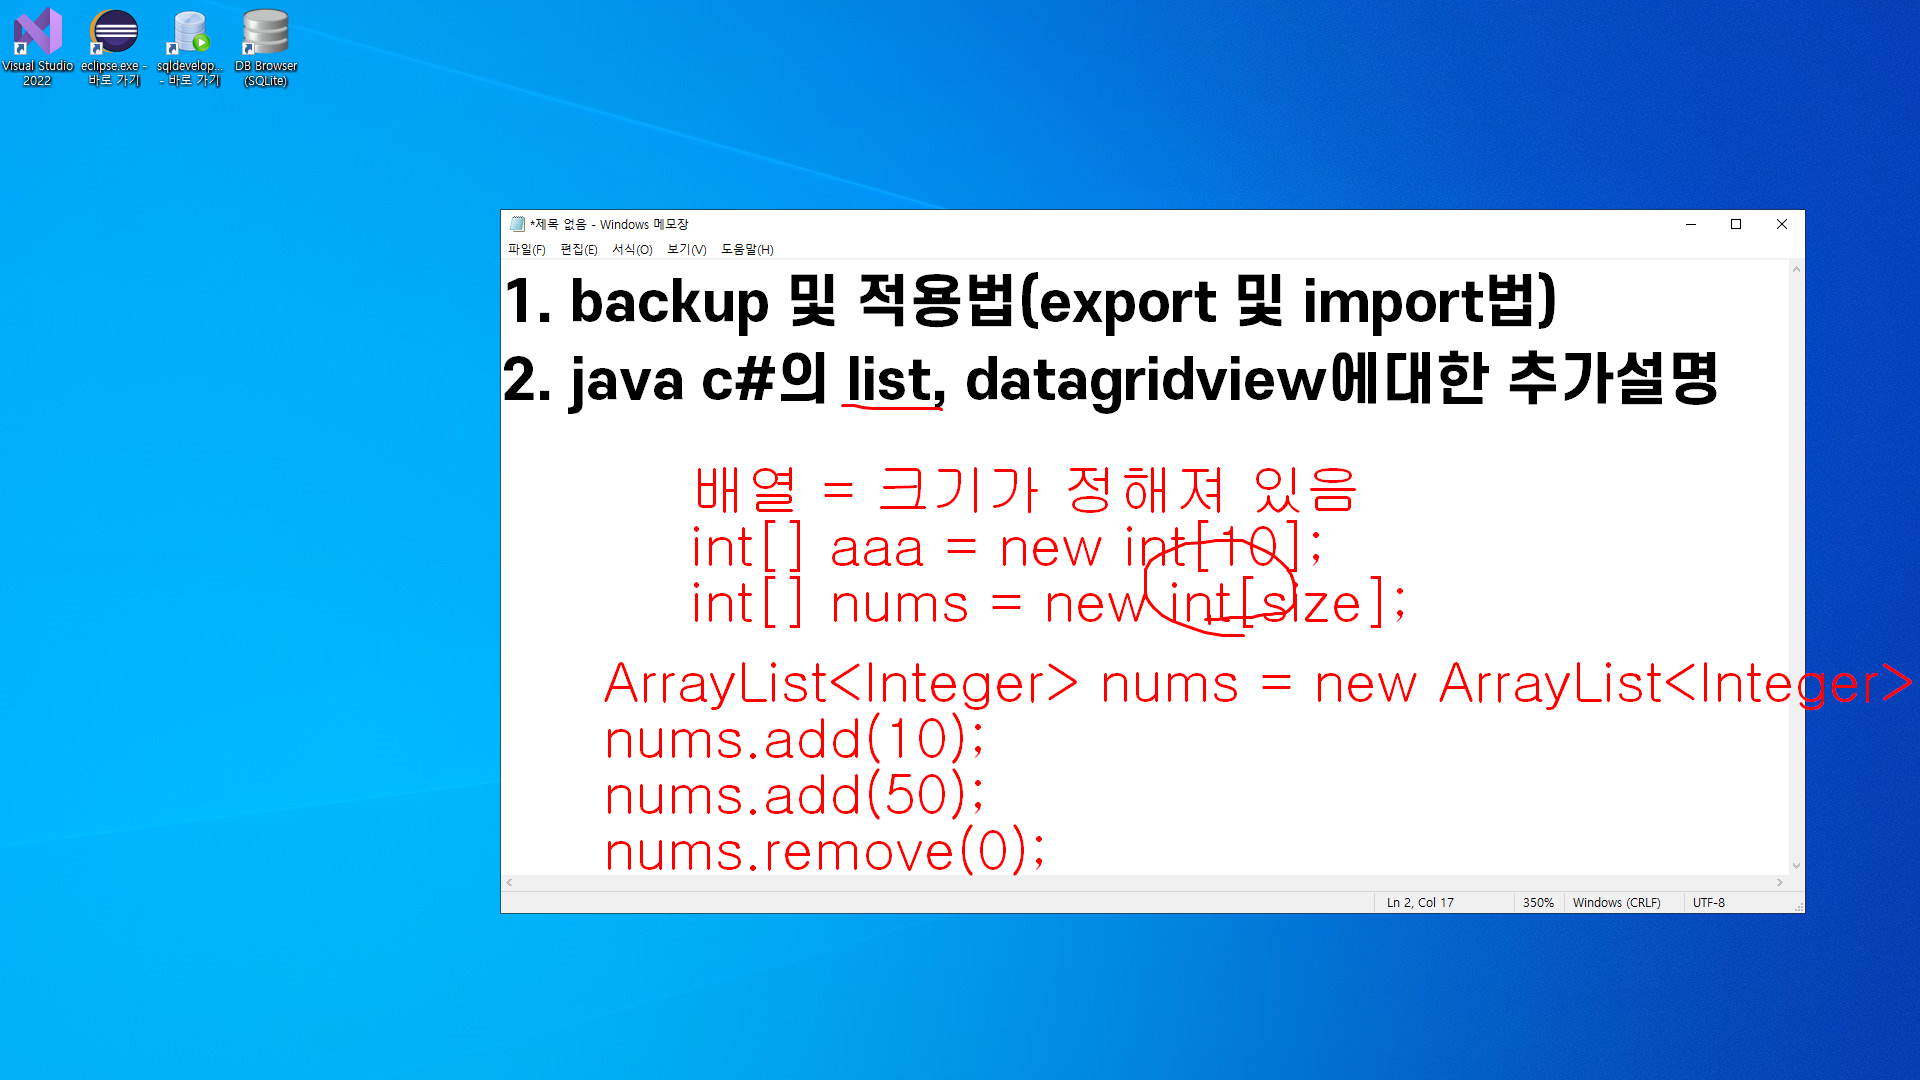 Visual Studio 2022
eclipse.exe - 바로 가기
sqldevelop... - 바로 가기
DB Browser (SQLite)
*제목 없음 - Windows 메모장
파일(F) 편집(E) 서식(O) 보기(V) 도움말(H)
1. backup 및 적용법(export 및 import법)
2. java c#의 list, datagridview에대한 추가설명
배열 = 크기가 정해져 있음
int[] aaa = new int[10];
int[] nums = new int[size];
ArrayList<Integer> nums = new ArrayList<Integer>
nums.add(10);
nums.add(50);
nums.remove(0);
Ln 2, Col 17 350% Windows (CRLF) UTF-8